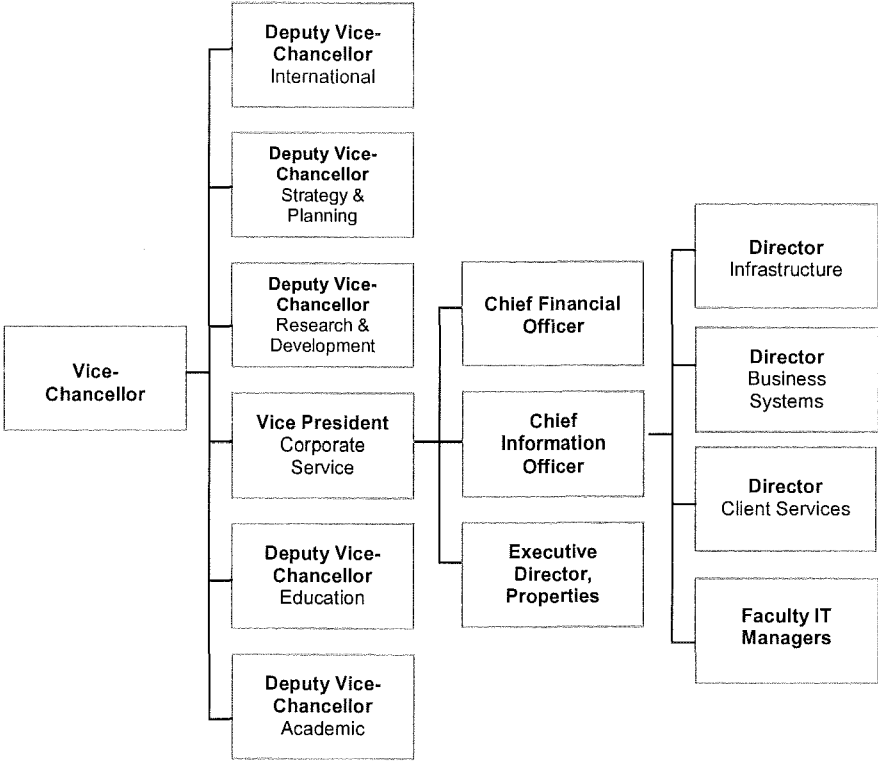 Vice-
Chancellor
Deputy Vice-
Chancellor
International
Deputy Vice-
Chancellor
Strategy &
Planning
Deputy Vice-
Chancellor
Research &
Development
Vice President
Corporate
Service
Deputy Vice-
Chancellor
Education
Deputy Vice-
Chancellor
Academic
Chief Financial
Officer
Chief
Information
Officer
Executive
Director,
Properties
Director
Infrastructure
Director
Business
Systems
Director
Client Services
Faculty IT
Managers